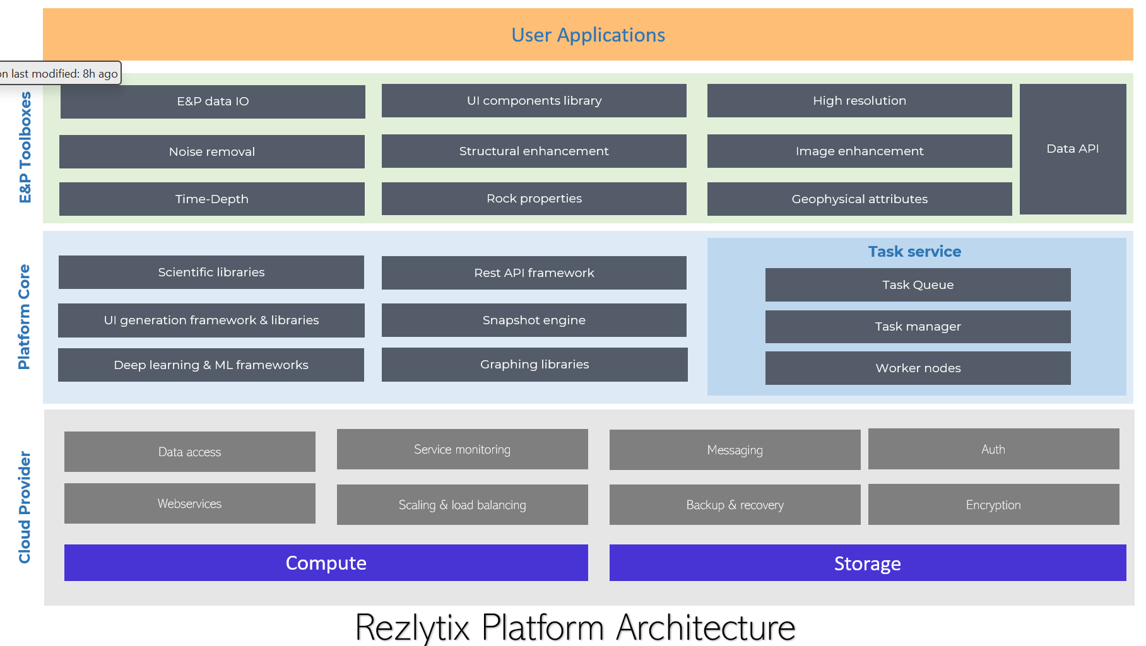 User Applications
on last modified: 8h ago
E&P Toolboxes
E&P data IO
UI components library
High resolution
Data API
Noise removal
Structural enhancement
Image enhancement
Time-Depth
Rock properties
Geophysical attributes
Platform Core
Scientific libraries
Rest API framework
UI generation framework & libraries
Snapshot engine
Deep learning & ML frameworks
Graphing libraries
Task service
Task Queue
Task manager
Worker nodes
Cloud Provider
Data access
Service monitoring
Messaging
Auth
Webservices
Scaling & load balancing
Backup & recovery
Encryption
Compute
Storage
Rezlytix Platform Architecture